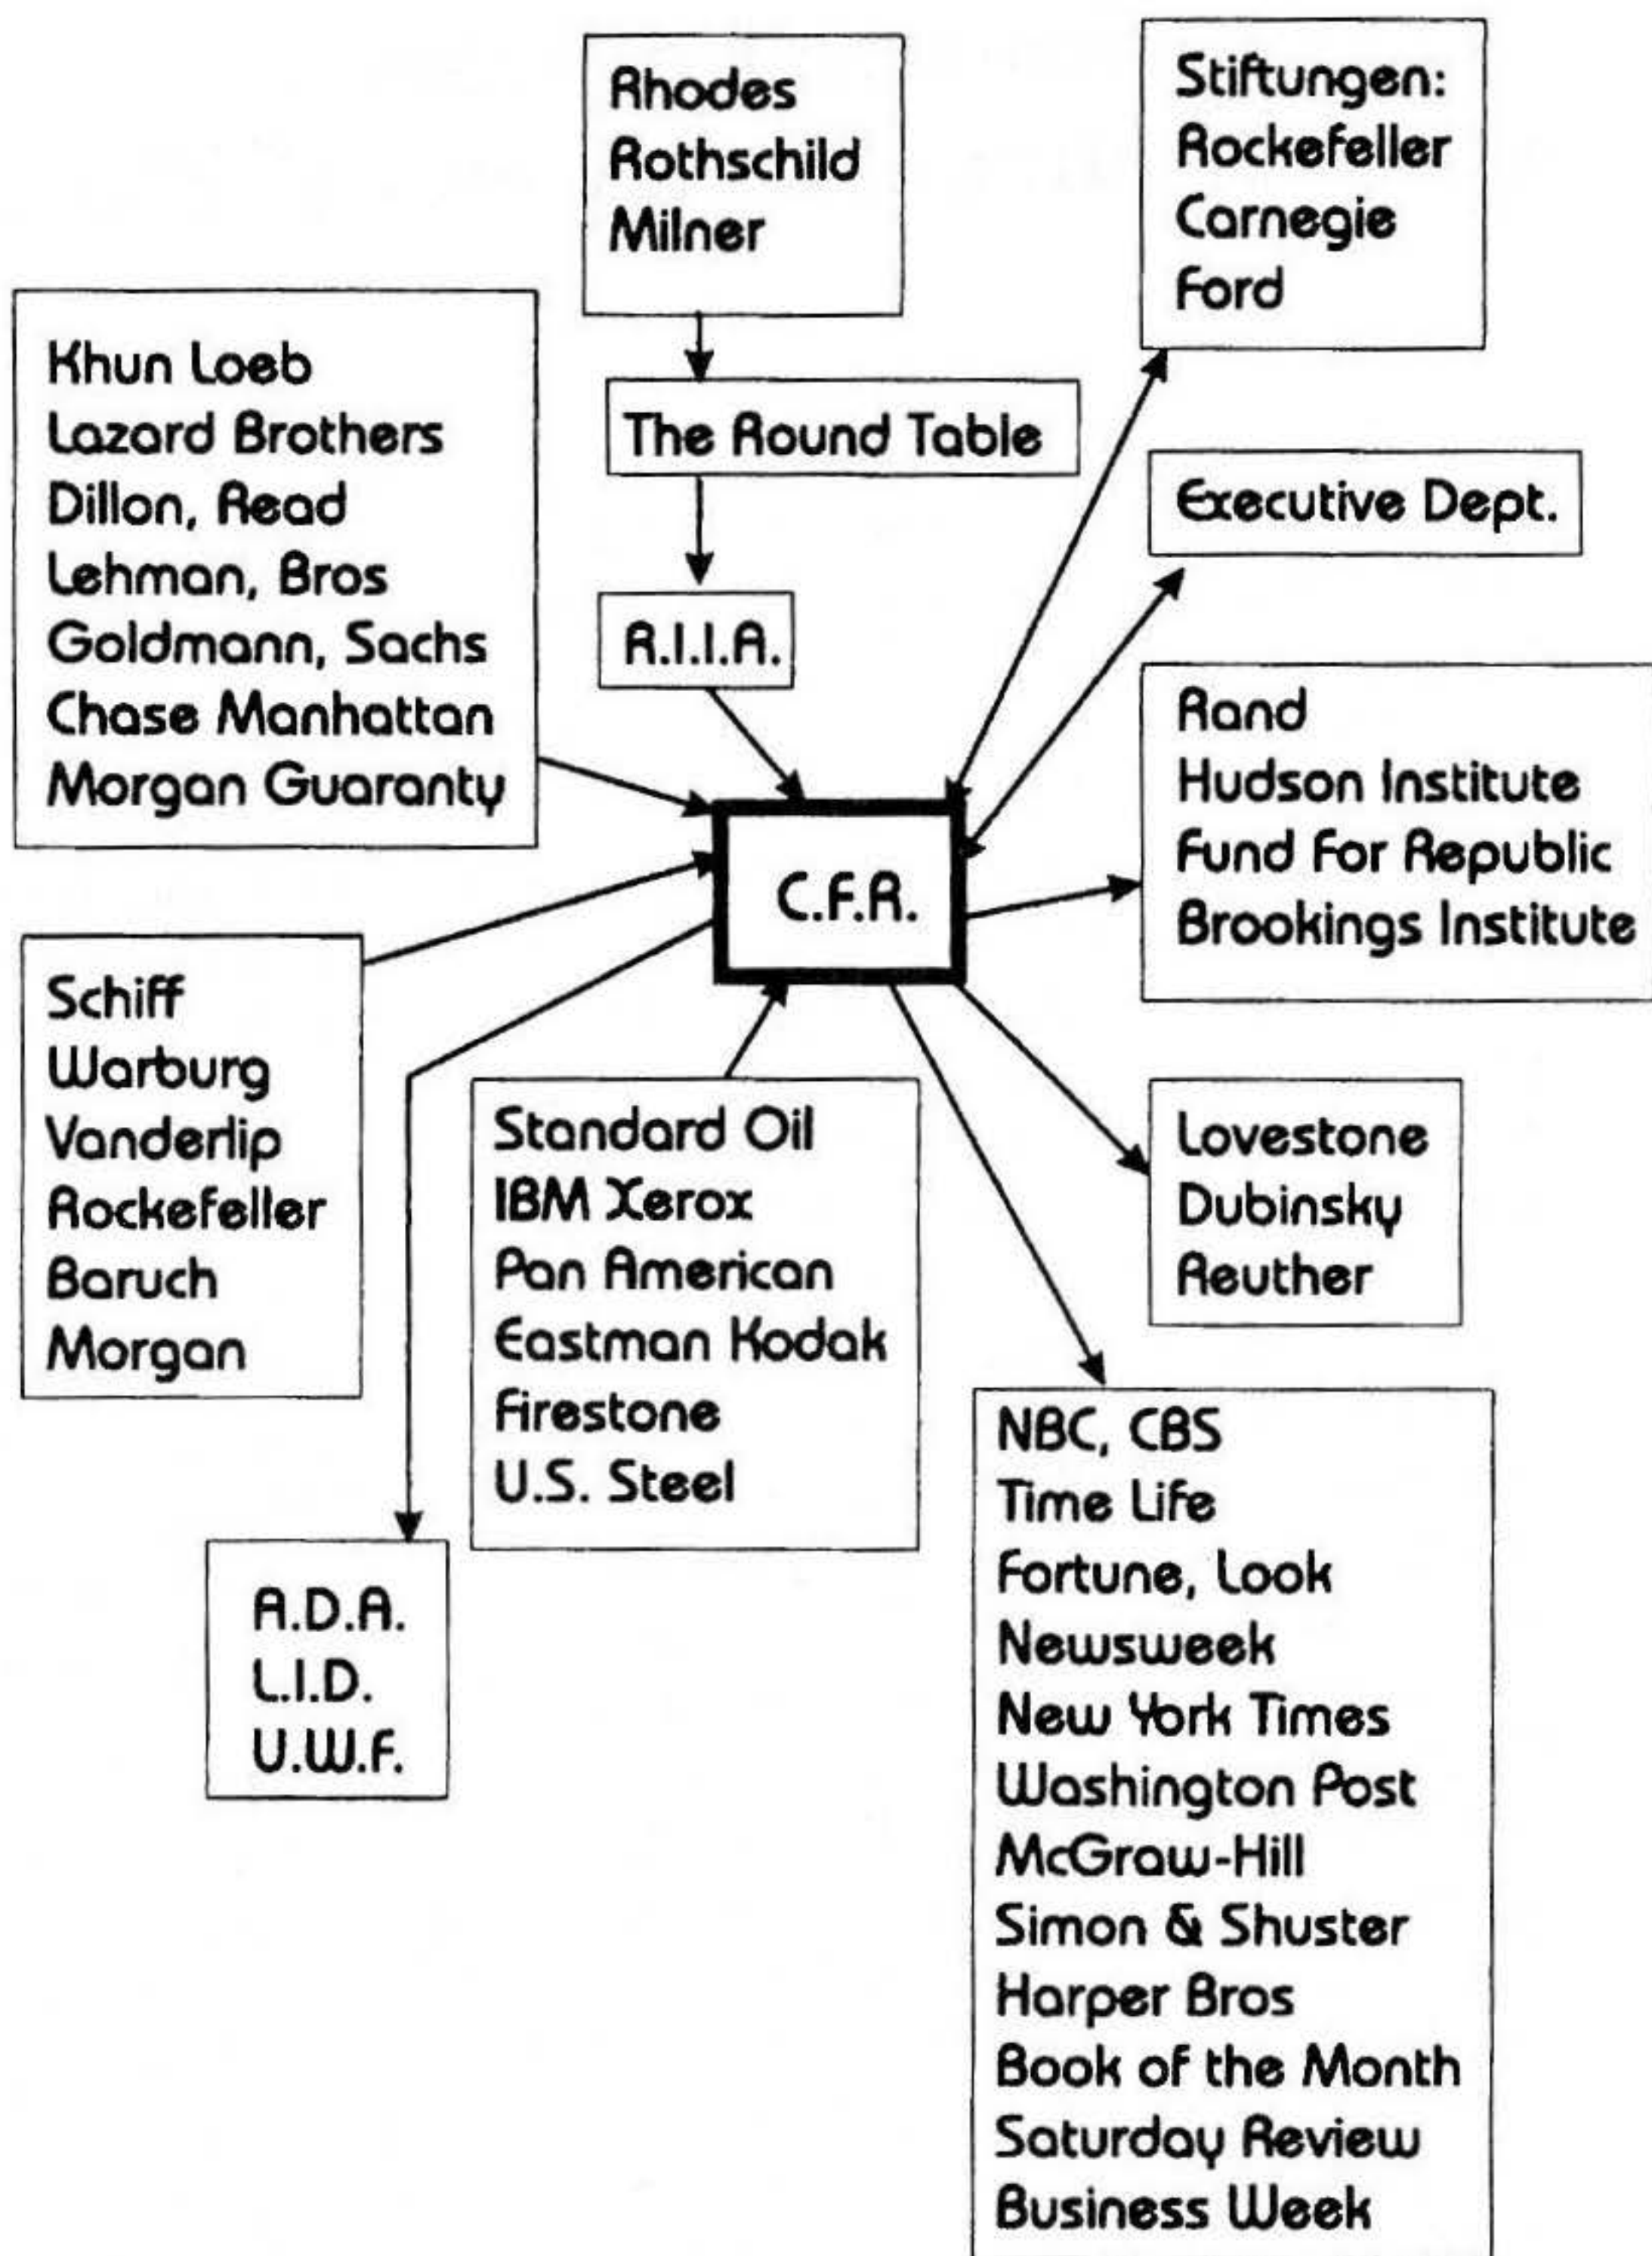 Rhodes
Rothschild
Milner
Stiftungen:
Rockefeller
Carnegie
Ford
Khun Loeb
Lazard Brothers
Dillon, Read
Lehman, Bros
Goldmann, Sachs
Chase Manhattan
Morgan Guaranty
The Round Table
Executive Dept.
R.I.I.A.
Rand
Hudson Institute
Fund For Republic
Brookings Institute
C.F.R.
Schiff
Warburg
Vanderlip
Rockefeller
Baruch
Morgan
Standard Oil
IBM Xerox
Pan American
Eastman Kodak
Firestone
U.S. Steel
Lovestone
Dubinsky
Reuther
A.D.A.
L.I.D.
U.W.F.
NBC, CBS
Time Life
Fortune, Look
Newsweek
New York Times
Washington Post
McGraw-Hill
Simon & Shuster
Harper Bros
Book of the Month
Saturday Review
Business Week